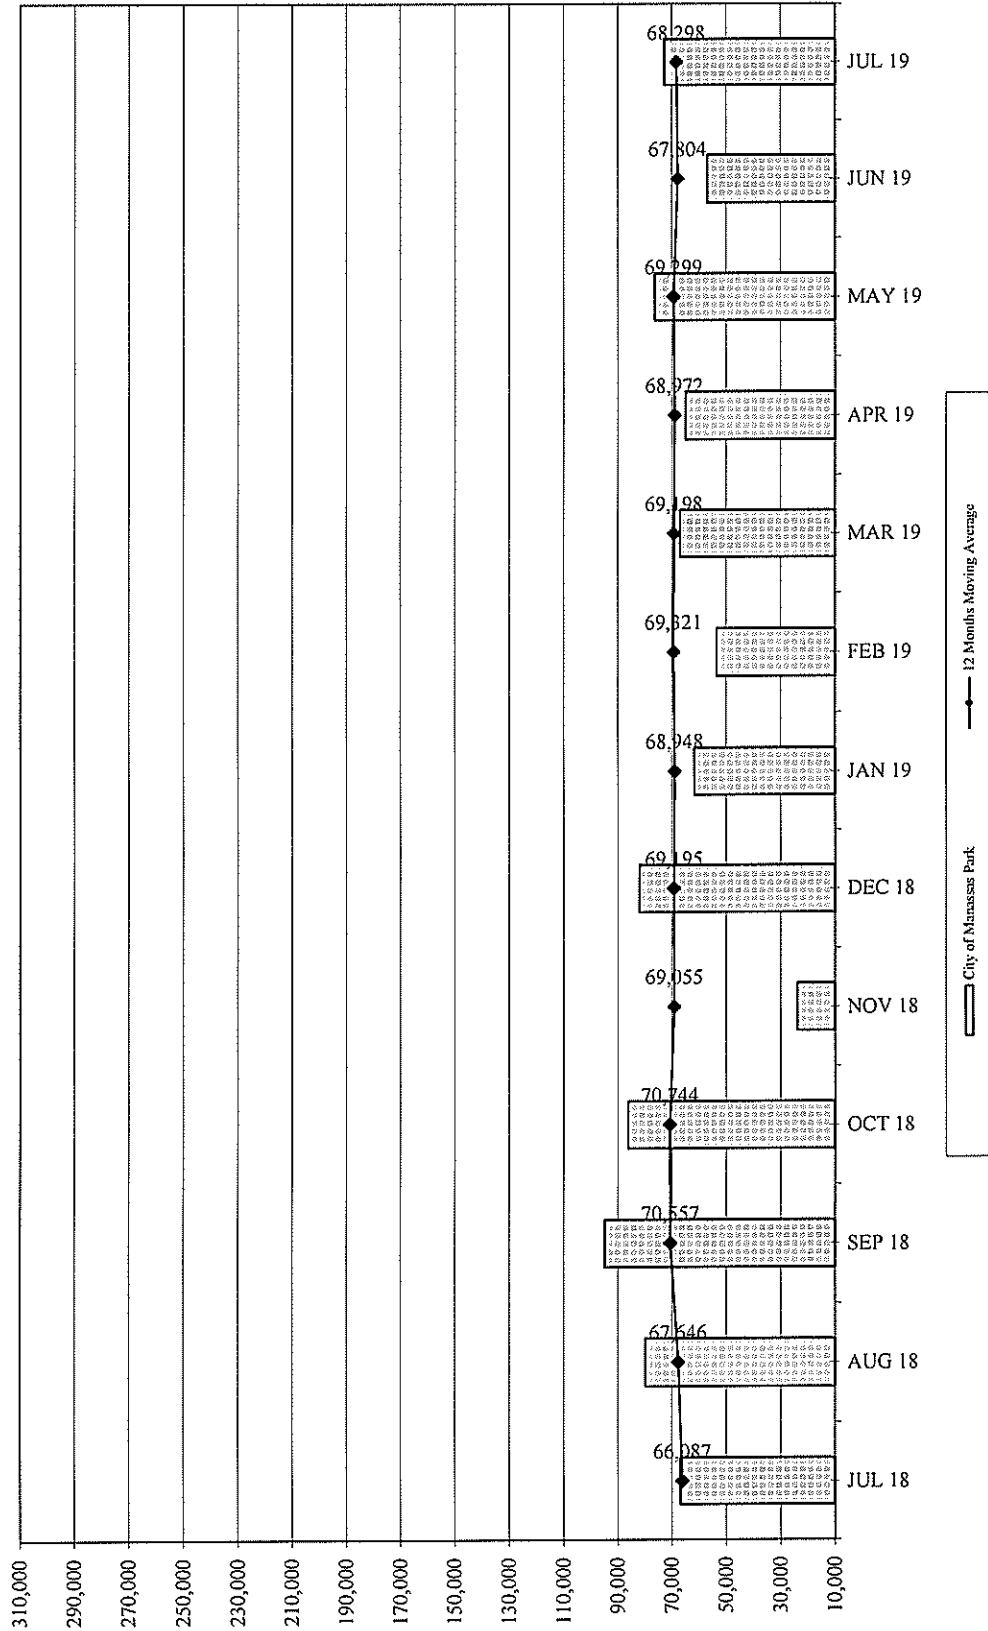 310,000
290,000
270,000
250,000
230,000
210,000
190,000
170,000
150,000
130,000
110,000
90,000
70,000
50,000
30,000
10,000
66,087
67,646
70,557
70,744
69,055
69,195
68,948
69,321
69,198
68,972
69,299
67,804
68,298
JUL 18
AUG 18
SEP 18
OCT 18
NOV 18
DEC 18
JAN 19
FEB 19
MAR 19
APR 19
MAY 19
JUN 19
JUL 19
City of Manassas Park
12 Months Moving Average